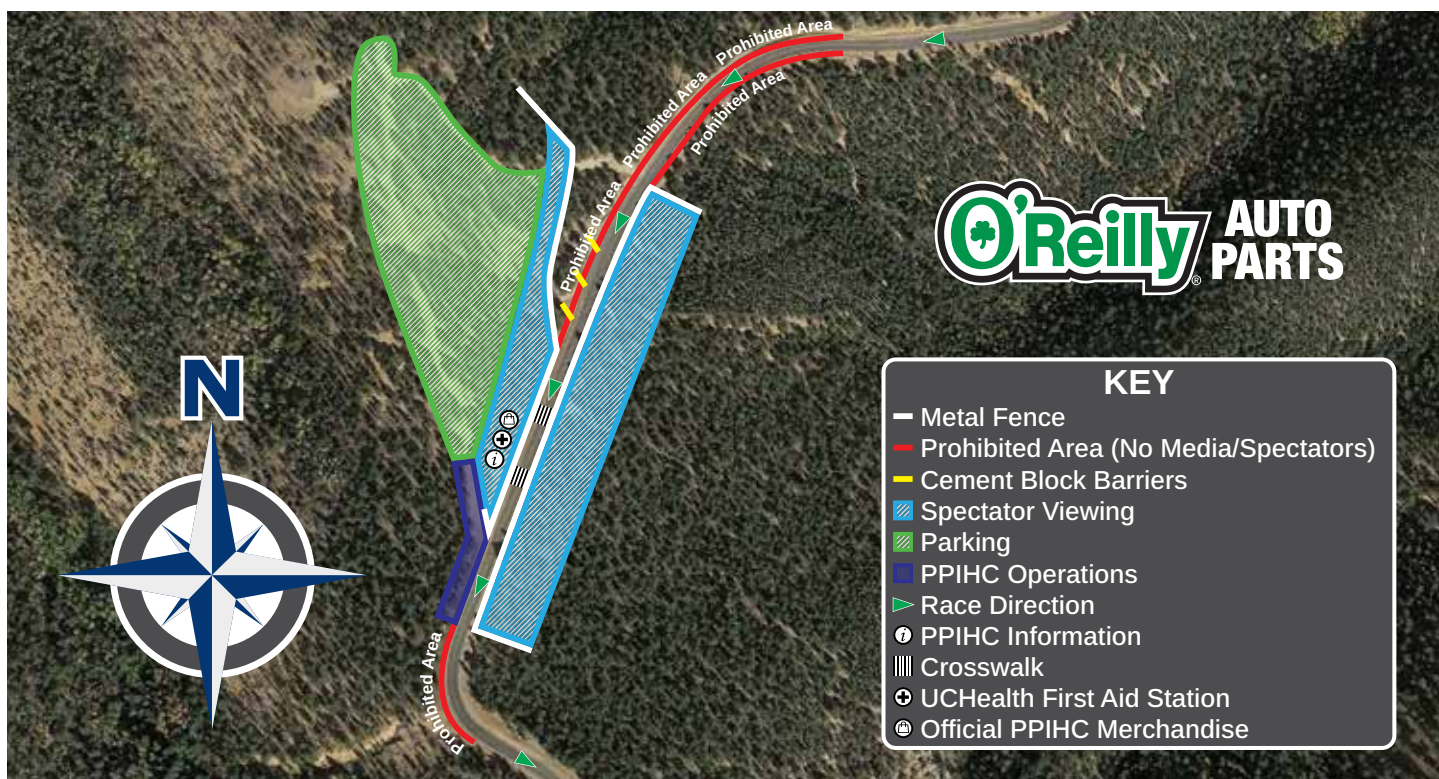 Prohibited Area
Prohibited Area
Prohibited Area
Prohibited Area
Prohibited Area
O'Reilly®
AUTO
PARTS
N
KEY
Metal Fence
Prohibited Area (No Media/Spectators)
Cement Block Barriers
Spectator Viewing
Parking
PPIHC Operations
Race Direction
i PPIHC Information
Crosswalk
UCHealth First Aid Station
Official PPIHC Merchandise
i
Prohibited Area